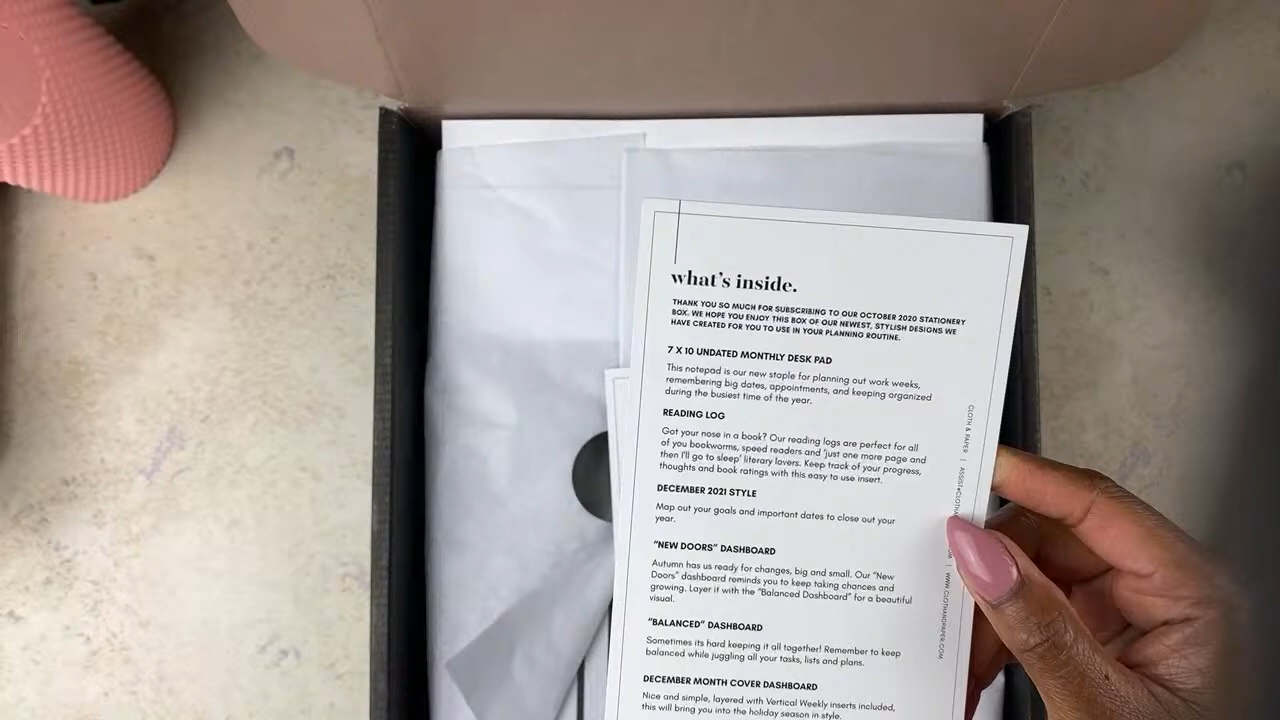 what's inside.
THANK YOU SO MUCH FOR SUBSCRIBING TO OUR OCTOBER 2020 STATIONERY
BOX. WE HOPE YOU ENJOY THIS BOX OF OUR NEWEST, STYLISH DESIGNS WE
HAVE CREATED FOR YOU TO USE IN YOUR PLANNING ROUTINE.
7 X 10 UNDATED MONTHLY DESK PAD
This notepad is our new staple for planning out work weeks,
remembering big dates, appointments, and keeping organized
during the busiest time of the year.
READING LOG
Got your nose in a book? Our reading logs are perfect for all
of you bookworms, speed readers and 'just one more page and
then I'll go to sleep' literary lovers. Keep track of your progress,
thoughts and book ratings with this easy to use insert.
DECEMBER 2021 STYLE
Map out your goals and important dates to close out your
year.
"NEW DOORS" DASHBOARD
Autumn has us ready for changes, big and small. Our "New
Doors" dashboard reminds you to keep taking chances and
growing. Layer it with the "Balanced Dashboard" for a beautiful
visual.
"BALANCED" DASHBOARD
Sometimes its hard keeping it all together! Remember to keep
balanced while juggling all your tasks, lists and plans.
DECEMBER MONTH COVER DASHBOARD
Nice and simple, layered with Vertical Weekly inserts included,
this will bring you into the holiday season in style.
CLOTH & PAPER | | WWW.CLOTHANDPAPER.COM